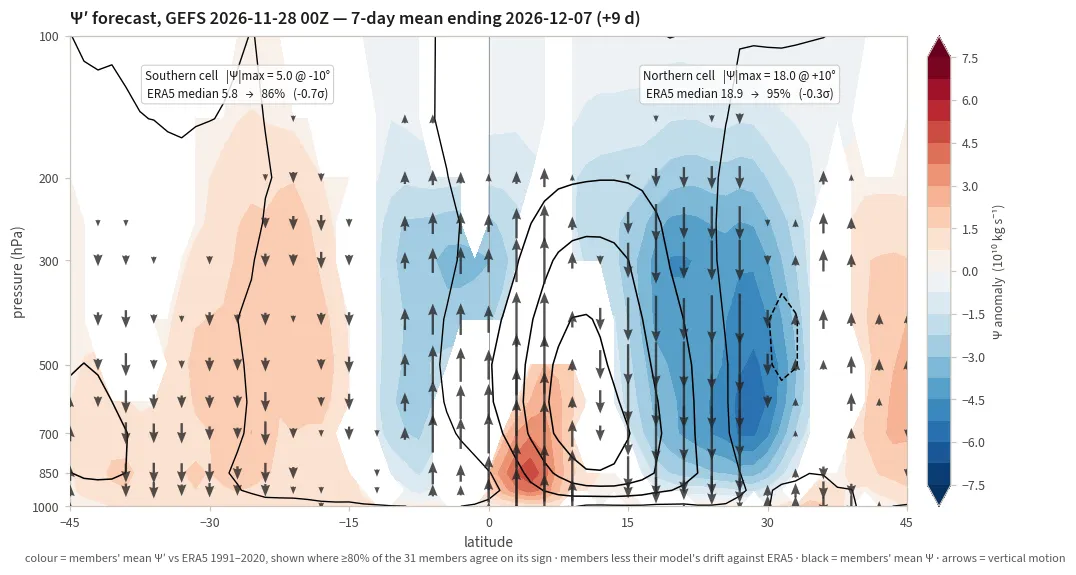 Ψ′ forecast, GEFS 2026-11-28 00Z — 7-day mean ending 2026-12-07 (+9 d)
Southern cell |Ψ|max = 5.0 @ -10°
ERA5 median 5.8 → 86% (-0.7σ)
Northern cell |Ψ|max = 18.0 @ +10°
ERA5 median 18.9 → 95% (-0.3σ)
pressure (hPa)
100
200
300
400
500
700
850
1000
−45
−30
−15
0
15
30
45
latitude
7.5
6.0
4.5
3.0
1.5
0.0
−1.5
−3.0
−4.5
−6.0
−7.5
Ψ anomaly (10¹⁰ kg s⁻¹)
colour = members' mean Ψ′ vs ERA5 1991–2020, shown where ≥80% of the 31 members agree on its sign · members less their model's drift against ERA5 · black = members' mean Ψ · arrows = vertical motion